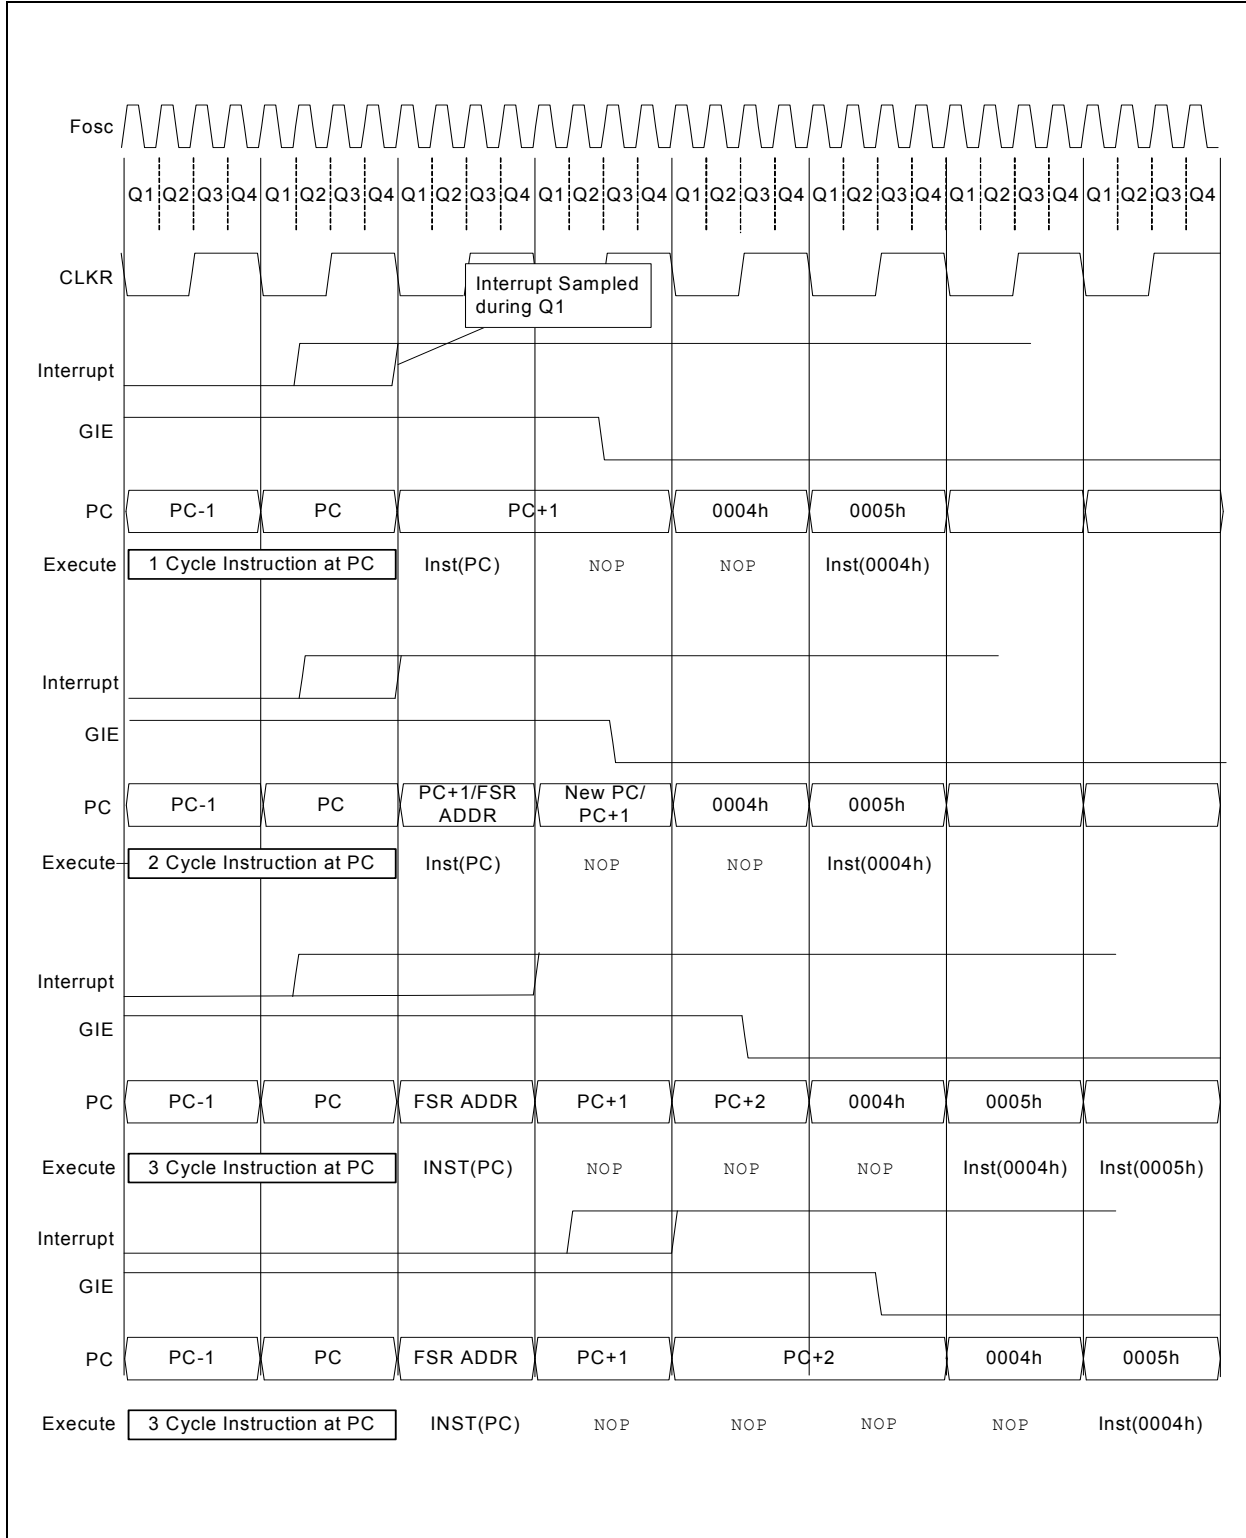 Fosc
Q1 Q2 Q3 Q4 Q1 Q2 Q3 Q4 Q1 Q2 Q3 Q4 Q1 Q2 Q3 Q4 Q1 Q2 Q3 Q4 Q1 Q2 Q3 Q4 Q1 Q2 Q3 Q4 Q1 Q2 Q3 Q4
CLKR
Interrupt Sampled
during Q1
Interrupt
GIE
PC PC-1 PC PC+1 0004h 0005h
Execute 1 Cycle Instruction at PC Inst(PC) NOP NOP Inst(0004h)
Interrupt
GIE
PC PC-1 PC PC+1/FSR ADDR New PC/ PC+1 0004h 0005h
Execute 2 Cycle Instruction at PC Inst(PC) NOP NOP Inst(0004h)
Interrupt
GIE
PC PC-1 PC FSR ADDR PC+1 PC+2 0004h 0005h
Execute 3 Cycle Instruction at PC INST(PC) NOP NOP NOP Inst(0004h) Inst(0005h)
Interrupt
GIE
PC PC-1 PC FSR ADDR PC+1 PC+2 0004h 0005h
Execute 3 Cycle Instruction at PC INST(PC) NOP NOP NOP NOP Inst(0004h)